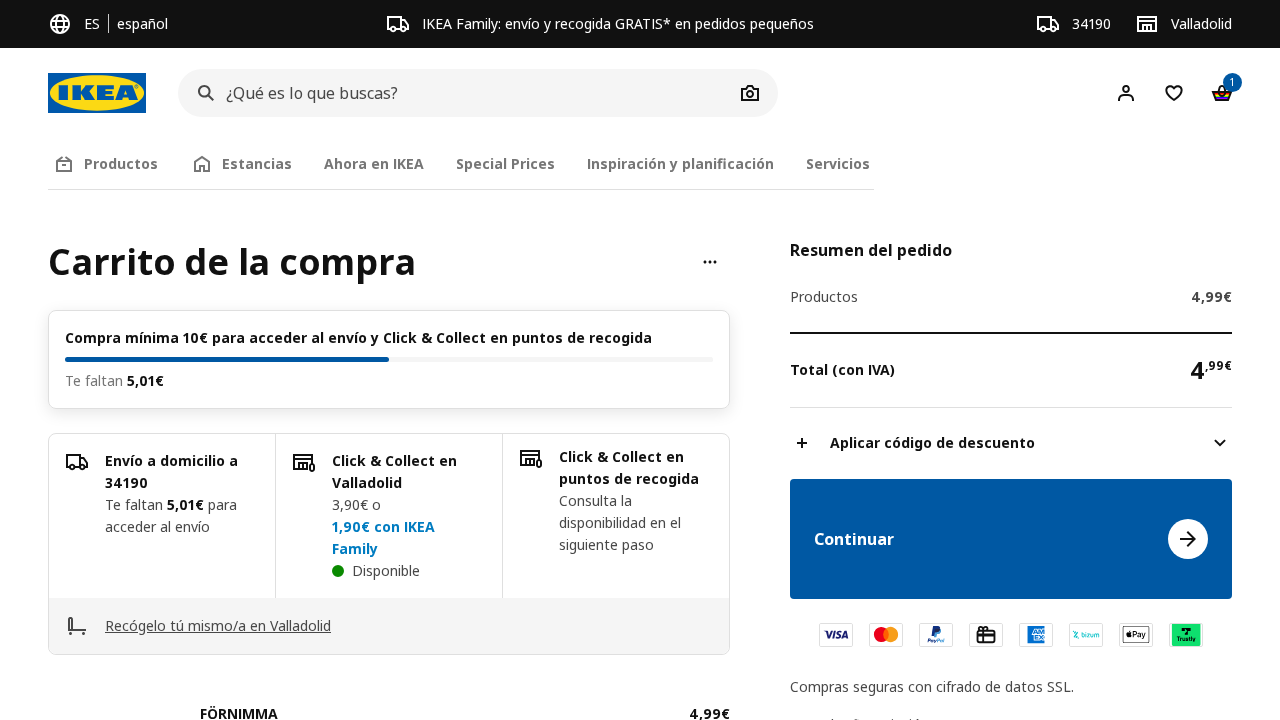 ES
español
IKEA Family: envío y recogida GRATIS* en pedidos pequeños
34190
Valladolid
IKEA
¿Qué es lo que buscas?
1
Productos
Estancias
Ahora en IKEA
Special Prices
Inspiración y planificación
Servicios
Carrito de la compra
Compra mínima 10€ para acceder al envío y Click & Collect en puntos de recogida
Te faltan 5,01€
Envío a domicilio a
34190
Te faltan 5,01€ para
acceder al envío
Click & Collect en
Valladolid
3,90€ o
1,90€ con IKEA
Family
Disponible
Click & Collect en
puntos de recogida
Consulta la
disponibilidad en el
siguiente paso
Recógelo tú mismo/a en Valladolid
FÖRNIMMA
4,99€
Resumen del pedido
Productos
4,99€
Total (con IVA)
4,99€
Aplicar código de descuento
Continuar
VISA
PayPal
AM
EX
bizum
Pay
Trustly
Compras seguras con cifrado de datos SSL.